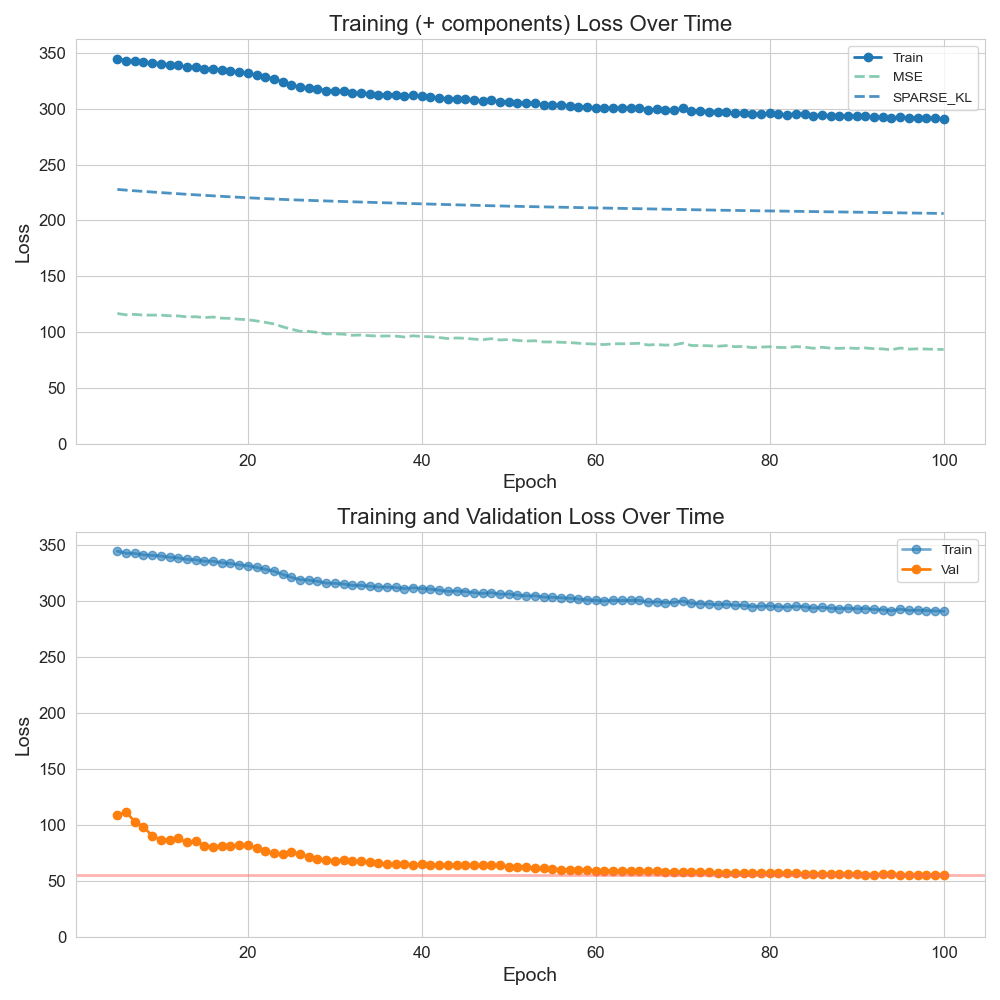 Training (+ components) Loss Over Time
Train
MSE
SPARSE_KL
Loss
350
300
250
200
150
100
50
0
20 40 60 80 100
Epoch
Training and Validation Loss Over Time
Train
Val
Loss
350
300
250
200
150
100
50
0
20 40 60 80 100
Epoch